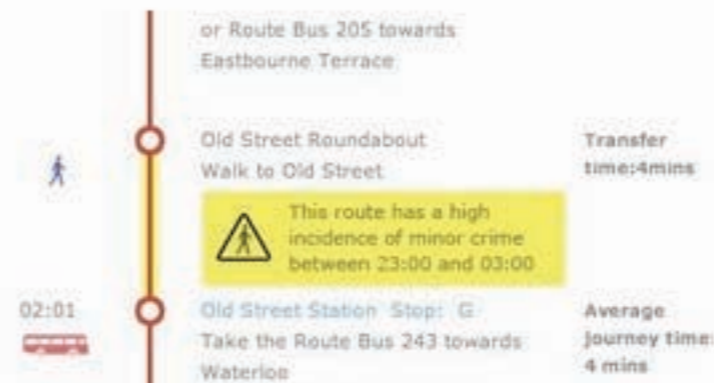 or Route Bus 205 towards
Eastbourne Terrace
Old Street Roundabout
Walk to Old Street
Transfer
time:4mins
This route has a high
incidence of minor crime
between 23:00 and 03:00
02:01
Old Street Station Stop: G
Take the Route Bus 243 towards
Waterloo
Average
journey time:
4 mins